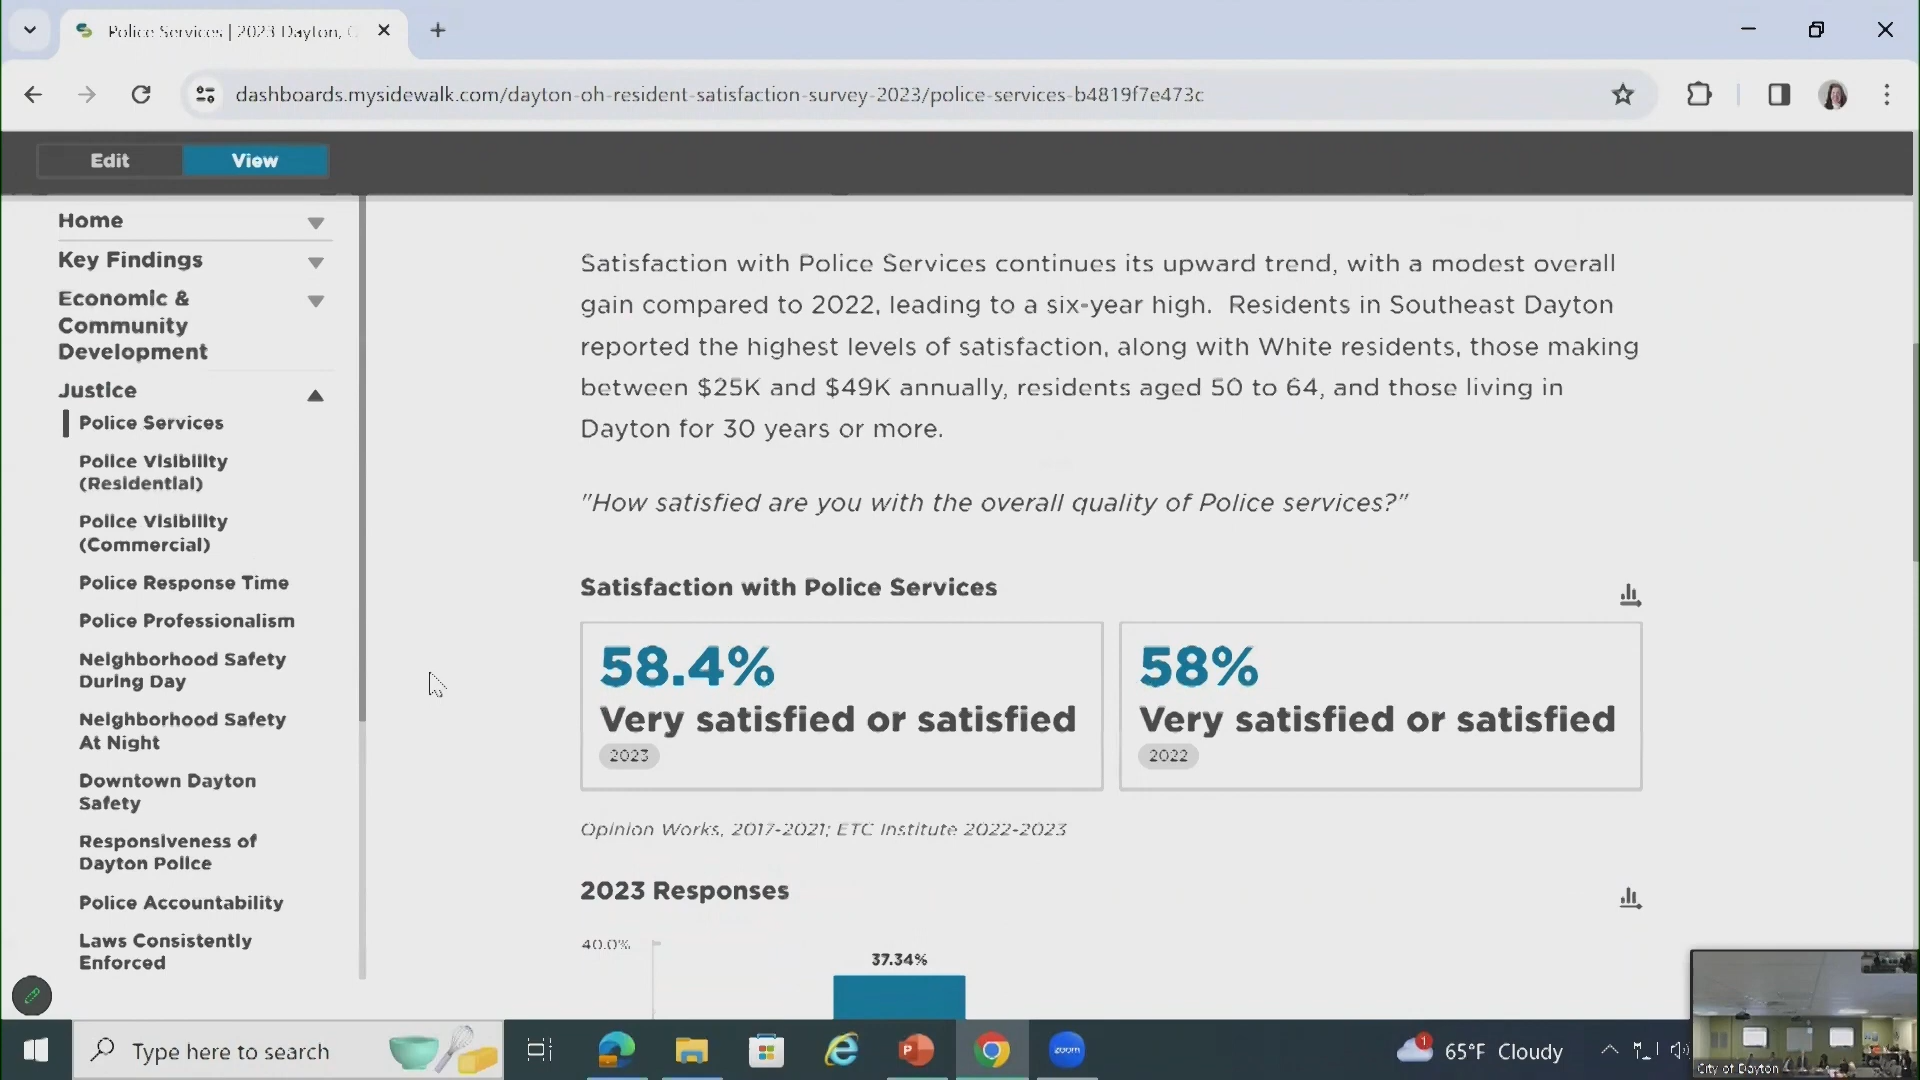 Police Services | 2023 Dayton,
dashboards.mysidewalk.com/dayton-oh-resident-satisfaction-survey-2023/police-services-b4819f7e473c
Edit
View
Home
Key Findings
Economic &
Community
Development
Justice
Police Services
Police Visibility
(Residential)
Police Visibility
(Commercial)
Police Response Time
Police Professionalism
Neighborhood Safety
During Day
Neighborhood Safety
At Night
Downtown Dayton
Safety
Responsiveness of
Dayton Police
Police Accountability
Laws Consistently
Enforced
Satisfaction with Police Services continues its upward trend, with a modest overall
gain compared to 2022, leading to a six-year high. Residents in Southeast Dayton
reported the highest levels of satisfaction, along with White residents, those making
between $25K and $49K annually, residents aged 50 to 64, and those living in
Dayton for 30 years or more.
"How satisfied are you with the overall quality of Police services?"
Satisfaction with Police Services
58.4%
Very satisfied or satisfied
2023
58%
Very satisfied or satisfied
2022
Opinion Works, 2017-2021; ETC Institute 2022-2023
2023 Responses
40.0%
37.34%
Type here to search
zoom
1
65°F Cloudy
City of Dayton